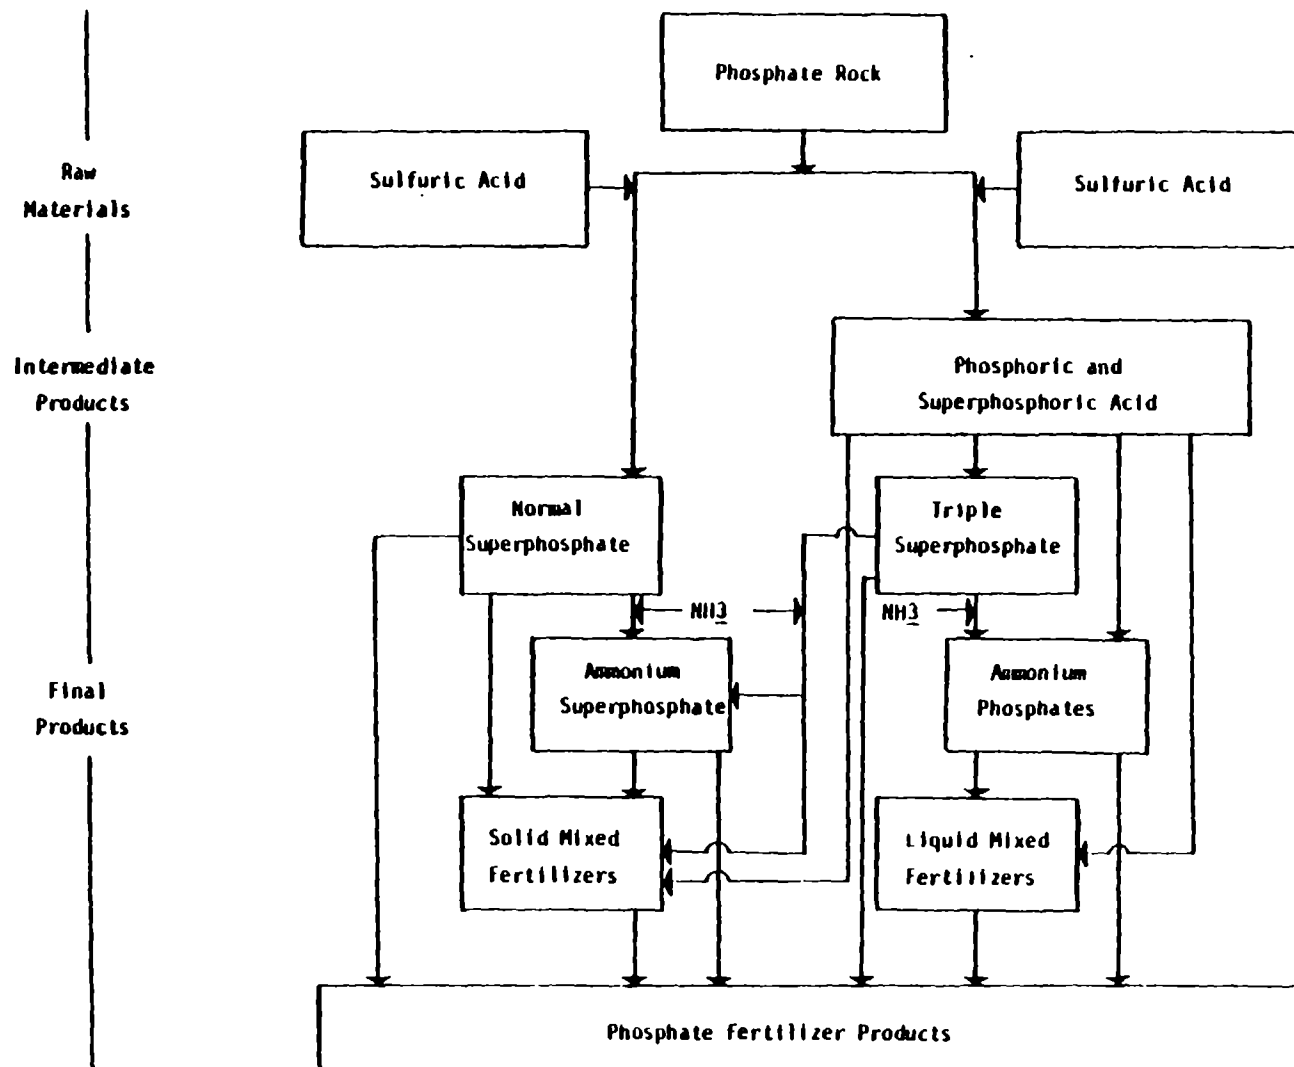 Phosphate Rock
Sulfuric Acid
Sulfuric Acid
Raw
Materials
Intermediate
Products
Phosphoric and
Superphosphoric Acid
Normal
Superphosphate
Triple
Superphosphate
NH3
NH3
Ammonium
Superphosphate
Ammonium
Phosphates
Final
Products
Solid Mixed
Fertilizers
Liquid Mixed
Fertilizers
Phosphate fertilizer Products